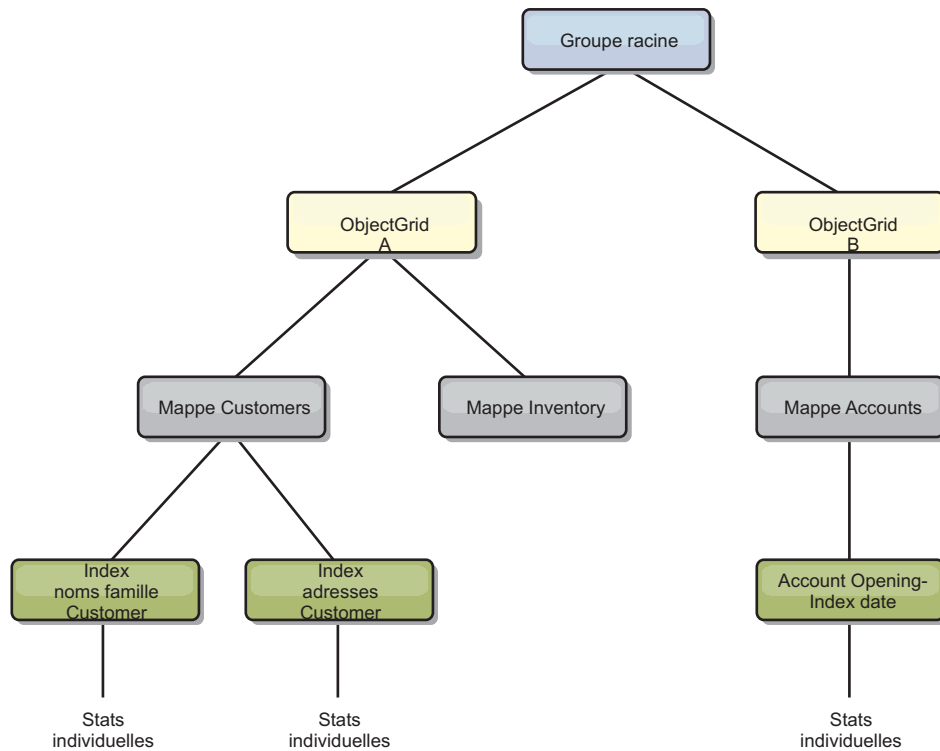 Groupe racine
ObjectGrid
A
ObjectGrid
B
Mappe Customers
Mappe Inventory
Mappe Accounts
Index
noms famille
Customer
Index
adresses
Customer
Account Opening-
Index date
Stats
individuelles
Stats
individuelles
Stats
individuelles